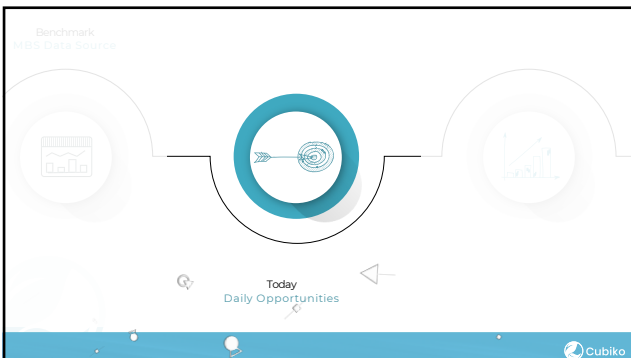 Benchmark
MBS Data Source
Today
Daily Opportunities
Cubiko